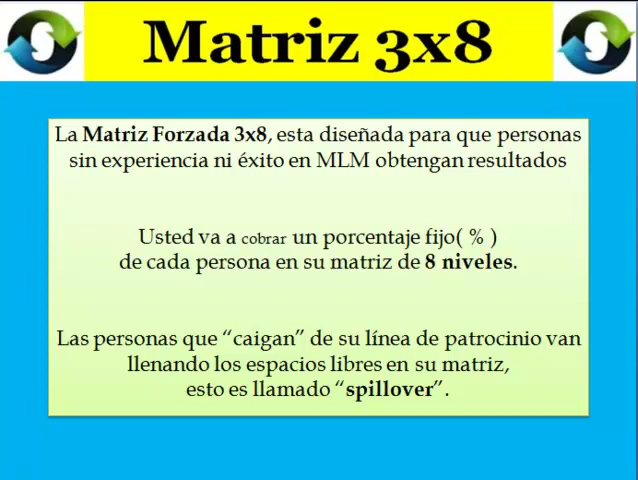 Matriz 3x8
La Matriz Forzada 3x8, esta diseñada para que personas
sin experiencia ni éxito en MLM obtengan resultados
Usted va a cobrar un porcentaje fijo( % )
de cada persona en su matriz de 8 niveles.
Las personas que “caigan” de su línea de patrocinio van
llenando los espacios libres en su matriz,
esto es llamado “spillover”.